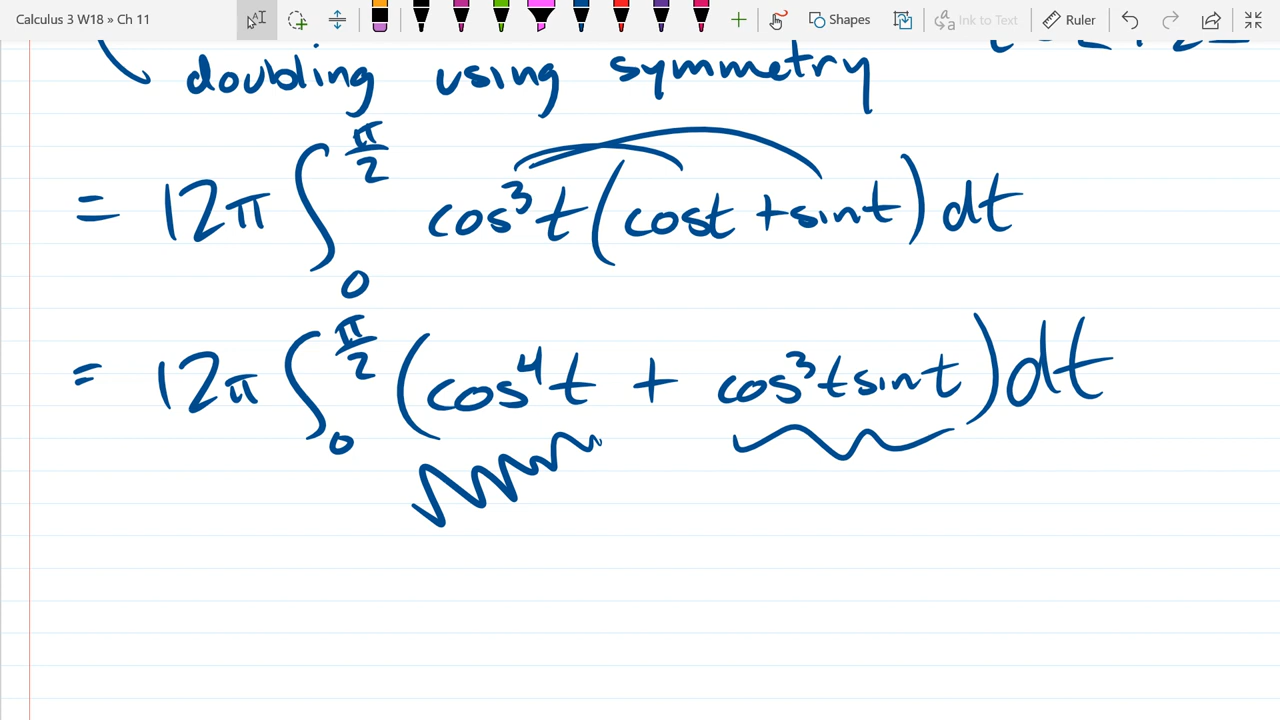 Calculus 3 W18 » Ch 11 Shapes Ink to Text Ruler
doubling using symmetry
= 12π ∫₀^(π/2) cos³t (cost + sint) dt
= 12π ∫₀^(π/2) (cos⁴t + cos³t sint) dt